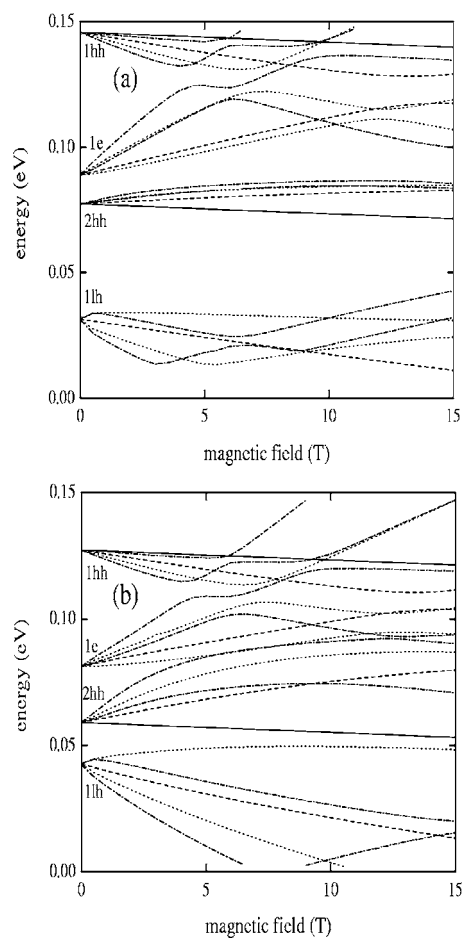 0.15
1hh
(a)
0.10
1e
energy (eV)
2hh
0.05
1lh
0.00
0 5 10 15
magnetic field (T)
0.15
1hh
(b)
0.10
1e
energy (eV)
2hh
0.05
1lh
0.00
0 5 10 15
magnetic field (T)